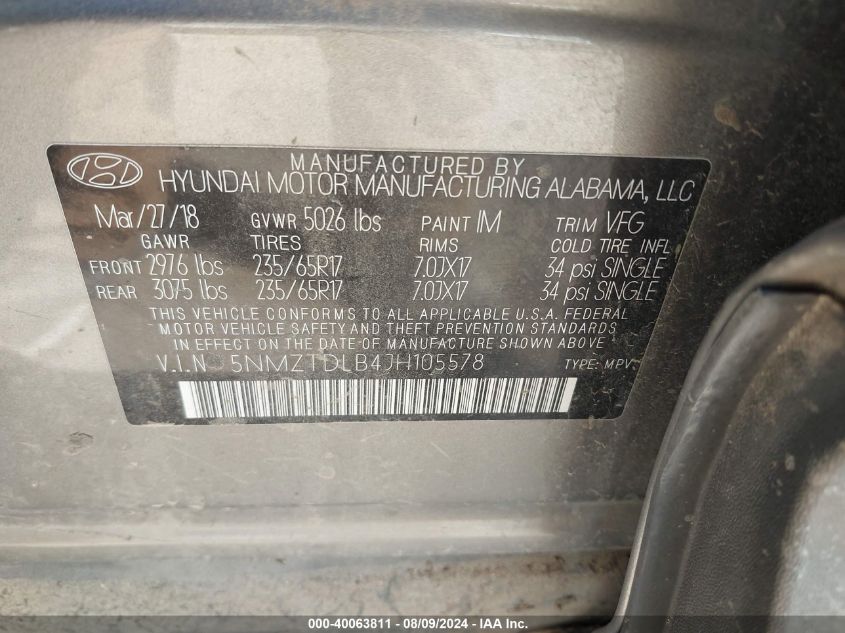 MANUFACTURED BY
HYUNDAI MOTOR MANUFACTURING ALABAMA, LLC
Mar/27/18 GVWR 5026 lbs PAINT IM TRIM VFG
GAWR TIRES RIMS COLD TIRE INFL
FRONT 2976 lbs 235/65R17 7.0JX17 34 psi SINGLE
REAR 3075 lbs 235/65R17 7.0JX17 34 psi SINGLE
THIS VEHICLE CONFORMS TO ALL APPLICABLE U.S.A. FEDERAL
MOTOR VEHICLE SAFETY AND THEFT PREVENTION STANDARDS
IN EFFECT ON THE DATE OF MANUFACTURE SHOWN ABOVE
V.I.N 5NMZTDLB4JH105578 TYPE: MPV
000-40063811 - 08/09/2024 - IAA Inc.